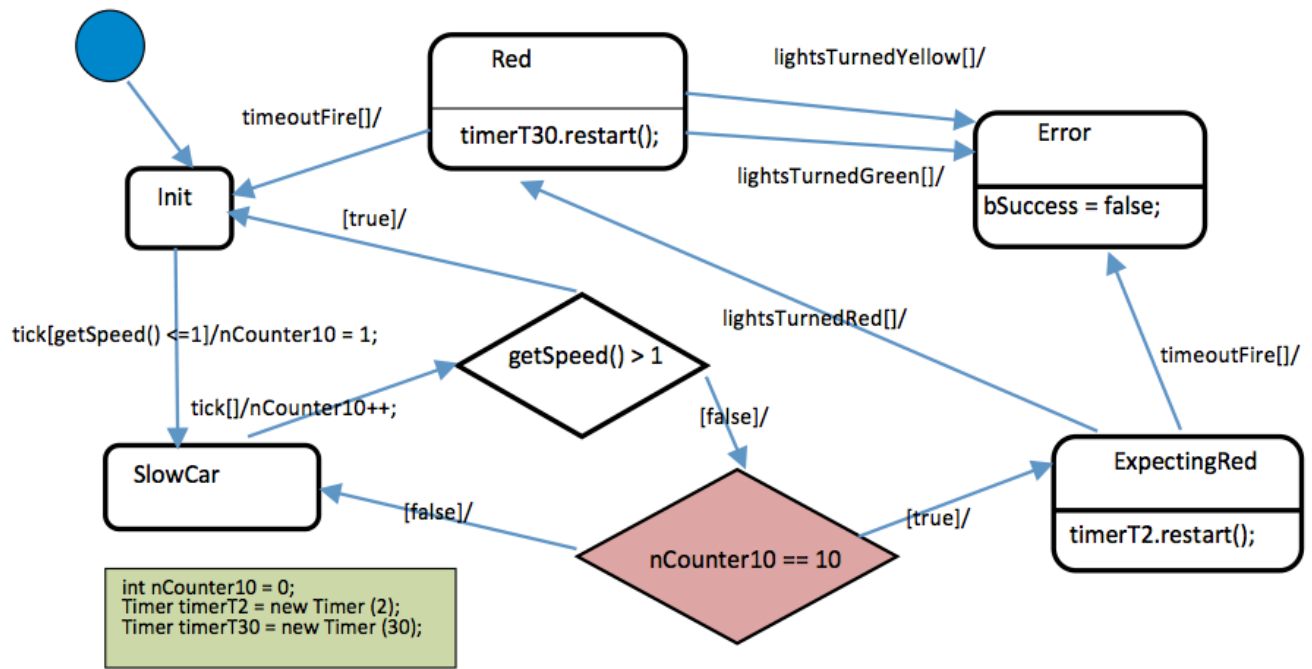 Red
lightsTurnedYellow[]/
timeoutFire[]/
timerT30.restart();
Error
lightsTurnedGreen[]/
Init
bSuccess = false;
[true]/
tick[getSpeed() <=1]/nCounter10 = 1;
lightsTurnedRed[]/
getSpeed() > 1
timeoutFire[]/
tick[]/nCounter10++;
[false]/
SlowCar
ExpectingRed
[false]/
[true]/
timerT2.restart();
nCounter10 == 10
int nCounter10 = 0;
Timer timerT2 = new Timer (2);
Timer timerT30 = new Timer (30);